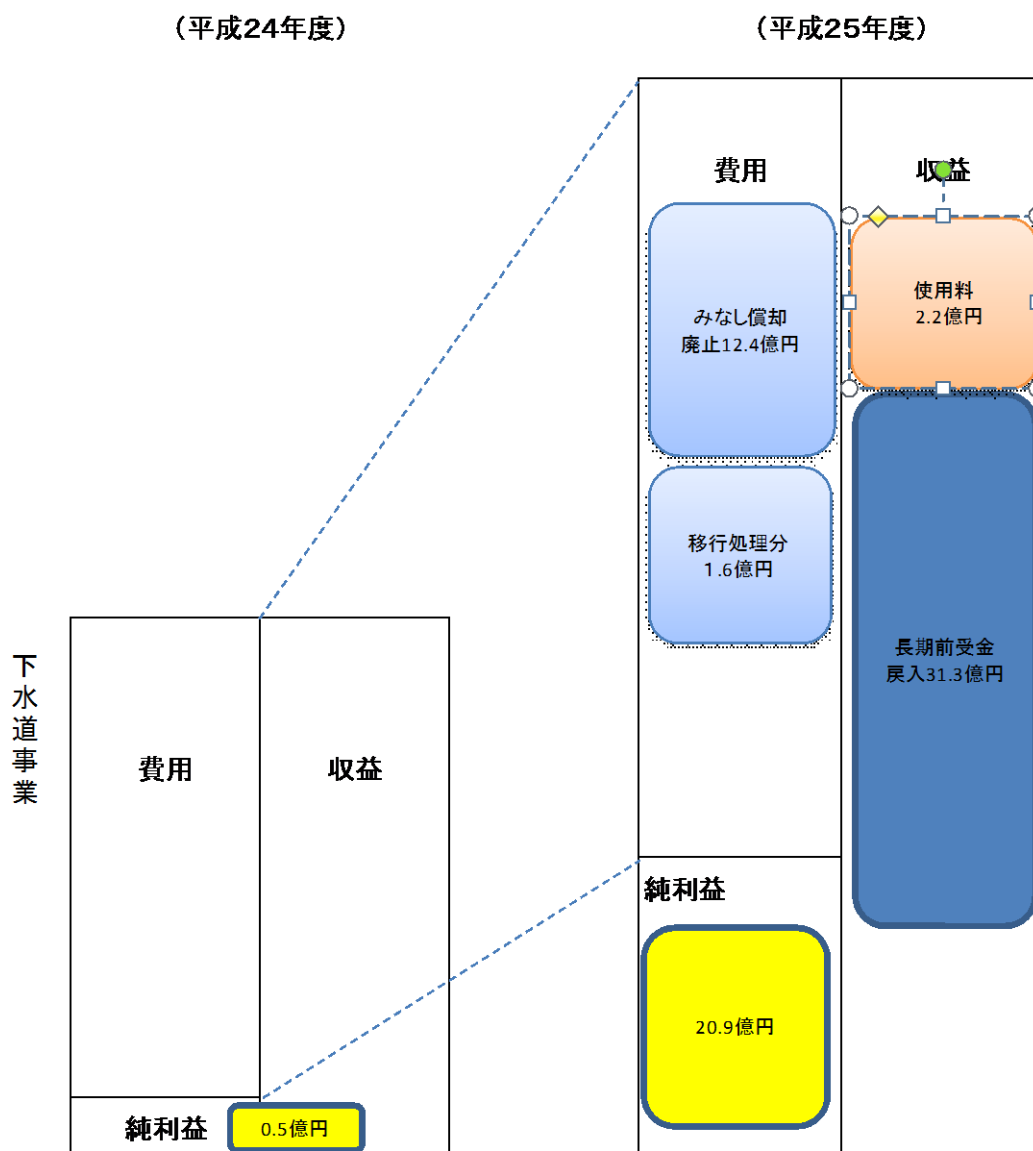 （平成24年度）
（平成25年度）
費用
収益
みなし償却
廃止12.4億円
使用料
2.2億円
移行処理分
1.6億円
長期前受金
戻入31.3億円
下水道事業
費用
収益
純利益
20.9億円
純利益
0.5億円